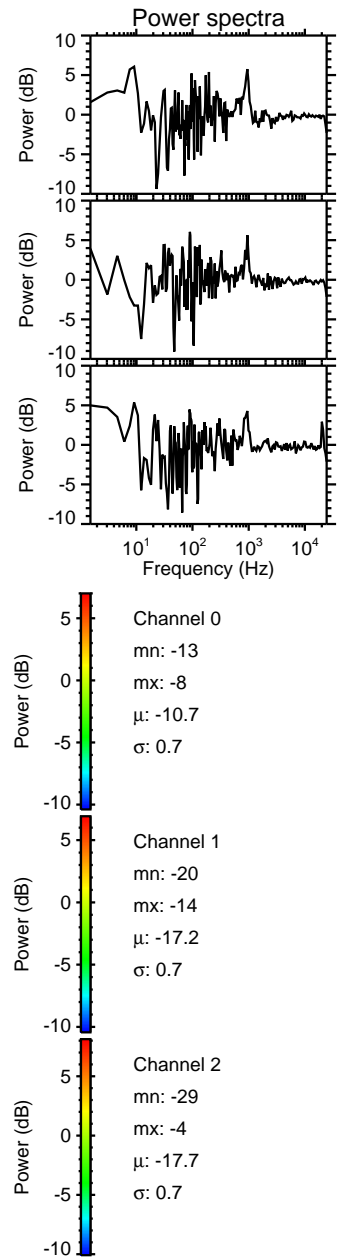 Power spectra
10
5
0
-5
-10
Power (dB)
10
5
0
-5
-10
Power (dB)
10
5
0
-5
-10
Power (dB)
10¹ 10² 10³ 10⁴
Frequency (Hz)
5
0
-5
-10
Power (dB)
Channel 0
mn: -13
mx: -8
μ: -10.7
σ: 0.7
5
0
-5
-10
Power (dB)
Channel 1
mn: -20
mx: -14
μ: -17.2
σ: 0.7
5
0
-5
-10
Power (dB)
Channel 2
mn: -29
mx: -4
μ: -17.7
σ: 0.7